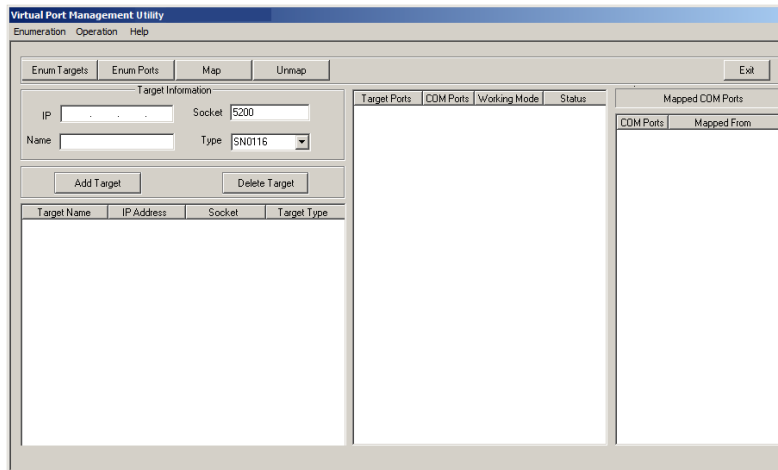 Virtual Port Management Utility
Enumeration Operation Help
Enum Targets Enum Ports Map Unmap Exit
Target Information
IP . . . Socket 5200
Name Type SN0116
Add Target Delete Target
Target Name IP Address Socket Target Type
Target Ports COM Ports Working Mode Status
Mapped COM Ports
COM Ports Mapped From